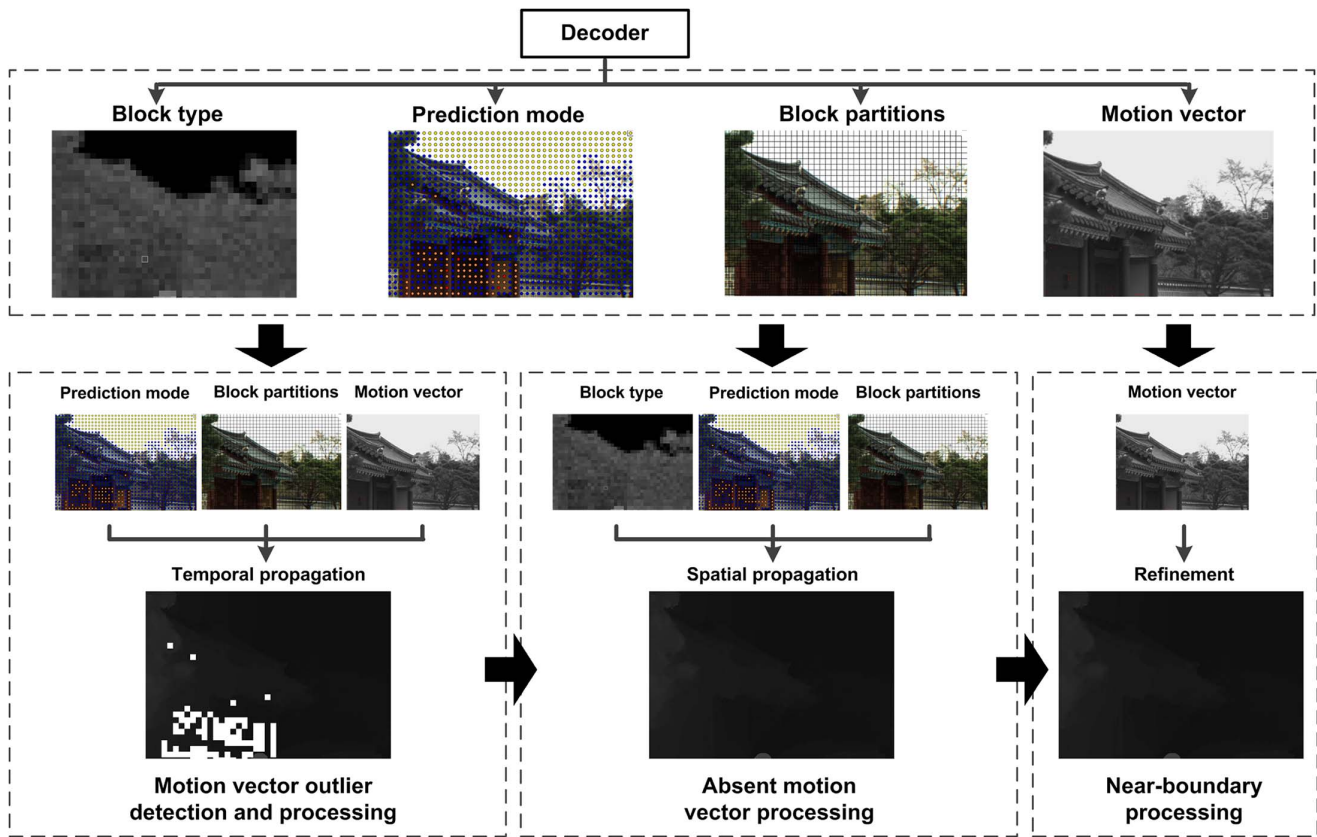 Decoder
Block type
Prediction mode
Block partitions
Motion vector
Prediction mode
Block partitions
Motion vector
Temporal propagation
Motion vector outlier
detection and processing
Block type
Prediction mode
Block partitions
Spatial propagation
Absent motion
vector processing
Motion vector
Refinement
Near-boundary
processing